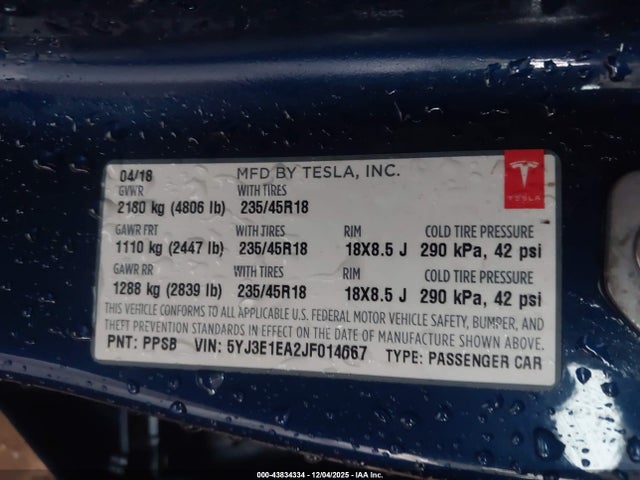 04/18 MFD BY TESLA, INC.
GVWR WITH TIRES
2180 kg (4806 lb) 235/45R18
TESLA
GAWR FRT WITH TIRES RIM COLD TIRE PRESSURE
1110 kg (2447 lb) 235/45R18 18X8.5 J 290 kPa, 42 psi
GAWR RR WITH TIRES RIM COLD TIRE PRESSURE
1288 kg (2839 lb) 235/45R18 18X8.5 J 290 kPa, 42 psi
THIS VEHICLE CONFORMS TO ALL APPLICABLE U.S. FEDERAL MOTOR VEHICLE SAFETY, BUMPER, AND
THEFT PREVENTION STANDARDS IN EFFECT ON THE DATE OF MANUFACTURE SHOWN ABOVE.
PNT: PPSB VIN: 5YJ3E1EA2JF014667 TYPE: PASSENGER CAR
000-43834334 - 12/04/2025 - IAA Inc.